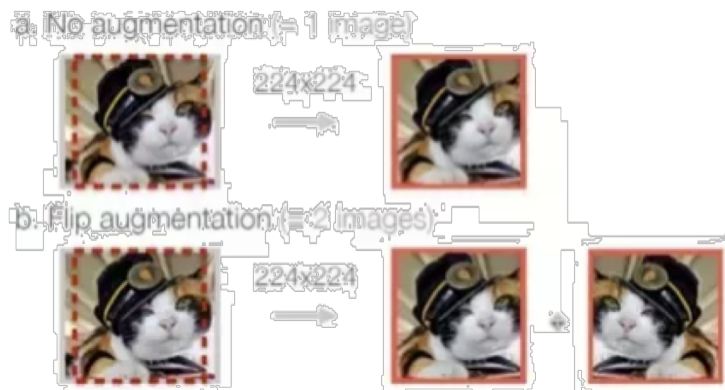 a. No augmentation (= 1 image)
224x224
b. Flip augmentation (= 2 images)
224x224